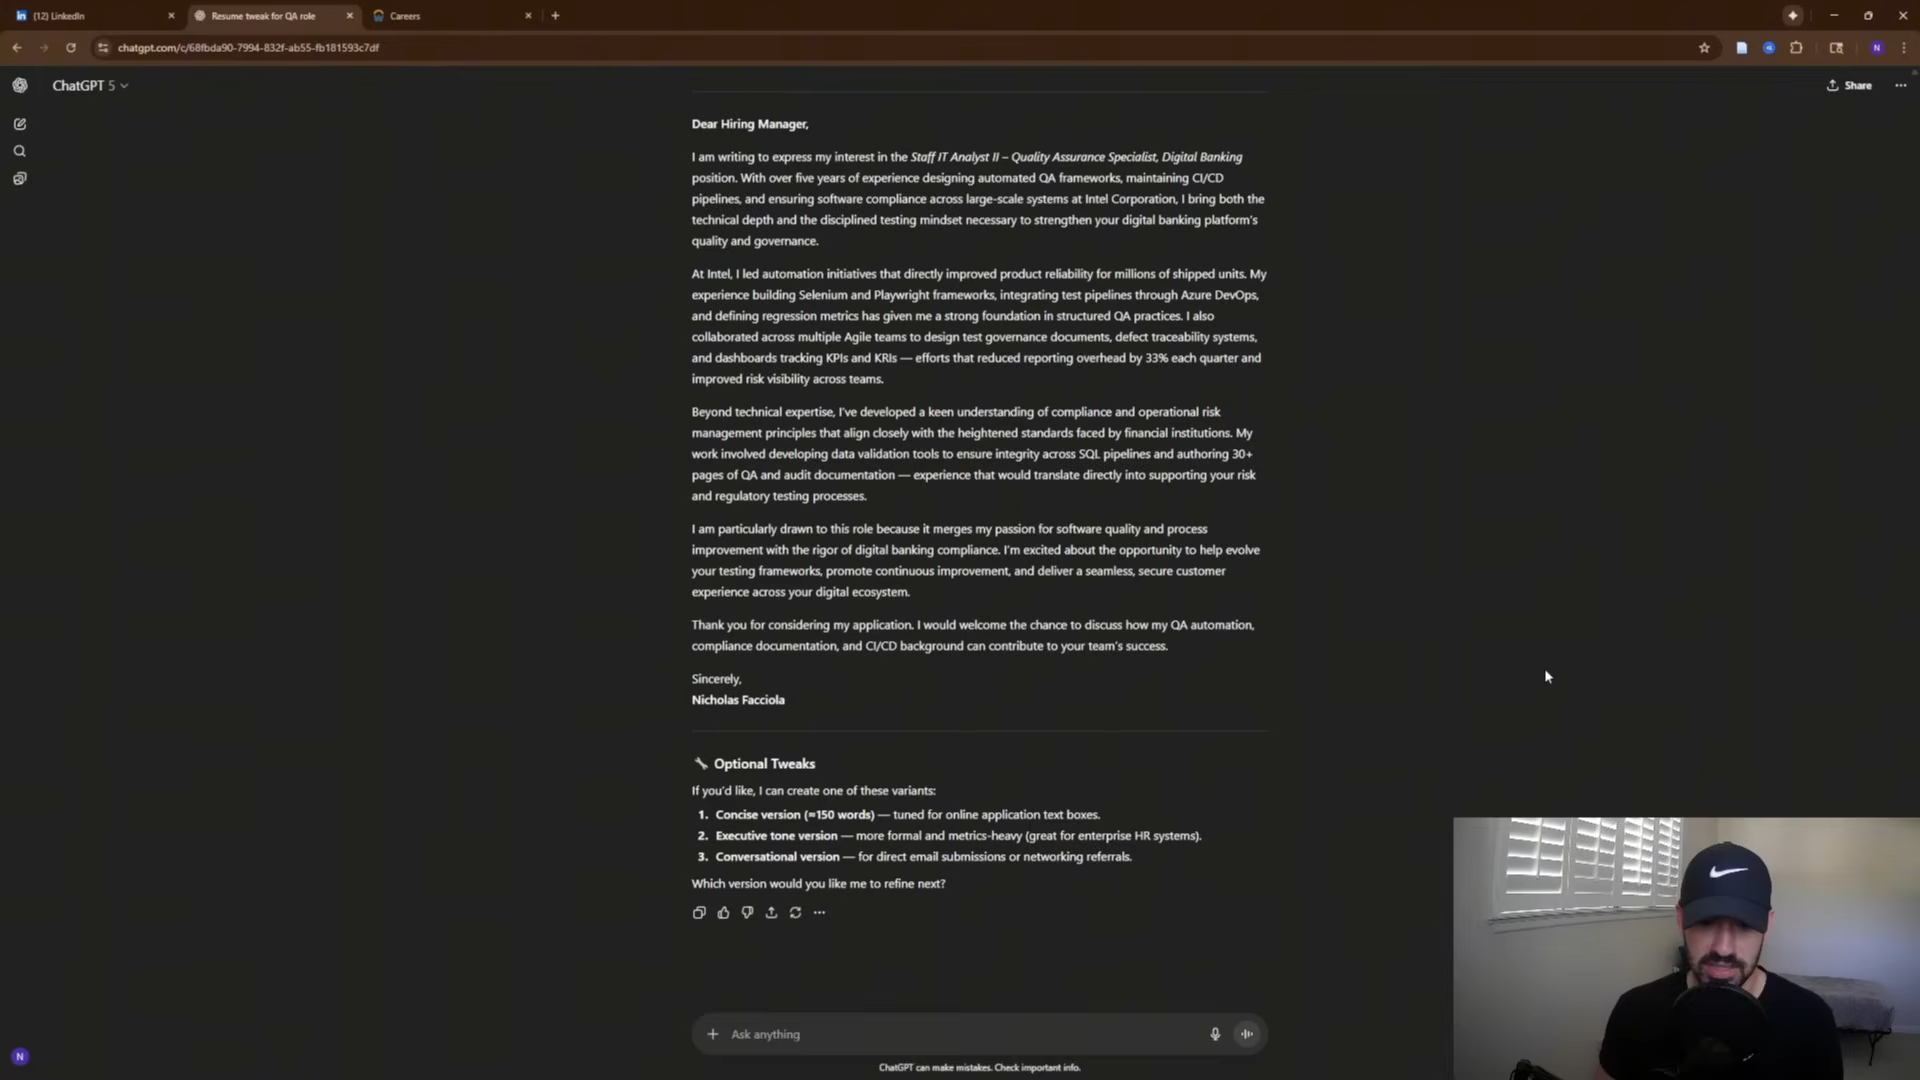 (12) LinkedIn
Resume tweak for QA role
Careers
chatgpt.com/c/68fbda90-7994-832f-ab55-fb181593c7df
N
ChatGPT 5
Share
Dear Hiring Manager,
I am writing to express my interest in the Staff IT Analyst II – Quality Assurance Specialist, Digital Banking
position. With over five years of experience designing automated QA frameworks, maintaining CI/CD
pipelines, and ensuring software compliance across large-scale systems at Intel Corporation, I bring both the
technical depth and the disciplined testing mindset necessary to strengthen your digital banking platform's
quality and governance.
At Intel, I led automation initiatives that directly improved product reliability for millions of shipped units. My
experience building Selenium and Playwright frameworks, integrating test pipelines through Azure DevOps,
and defining regression metrics has given me a strong foundation in structured QA practices. I also
collaborated across multiple Agile teams to design test governance documents, defect traceability systems,
and dashboards tracking KPIs and KRIs — efforts that reduced reporting overhead by 33% each quarter and
improved risk visibility across teams.
Beyond technical expertise, I've developed a keen understanding of compliance and operational risk
management principles that align closely with the heightened standards faced by financial institutions. My
work involved developing data validation tools to ensure integrity across SQL pipelines and authoring 30+
pages of QA and audit documentation — experience that would translate directly into supporting your risk
and regulatory testing processes.
I am particularly drawn to this role because it merges my passion for software quality and process
improvement with the rigor of digital banking compliance. I'm excited about the opportunity to help evolve
your testing frameworks, promote continuous improvement, and deliver a seamless, secure customer
experience across your digital ecosystem.
Thank you for considering my application. I would welcome the chance to discuss how my QA automation,
compliance documentation, and CI/CD background can contribute to your team's success.
Sincerely,
Nicholas Facciola
Optional Tweaks
If you'd like, I can create one of these variants:
1. Concise version (≈150 words) — tuned for online application text boxes.
2. Executive tone version — more formal and metrics-heavy (great for enterprise HR systems).
3. Conversational version — for direct email submissions or networking referrals.
Which version would you like me to refine next?
Ask anything
N
ChatGPT can make mistakes. Check important info.